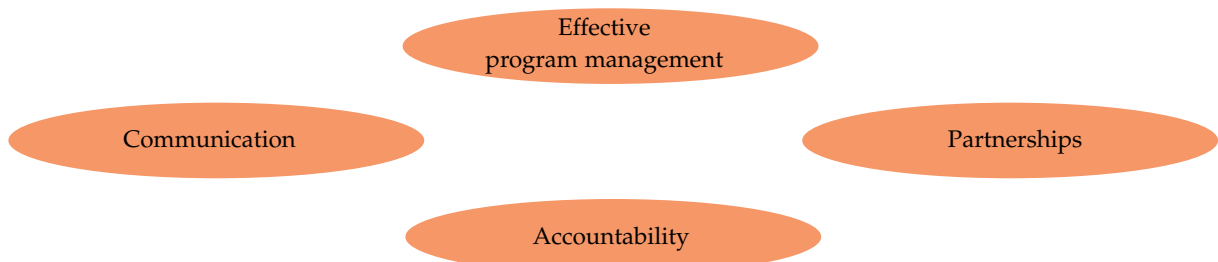 Effective
program management
Communication
Partnerships
Accountability